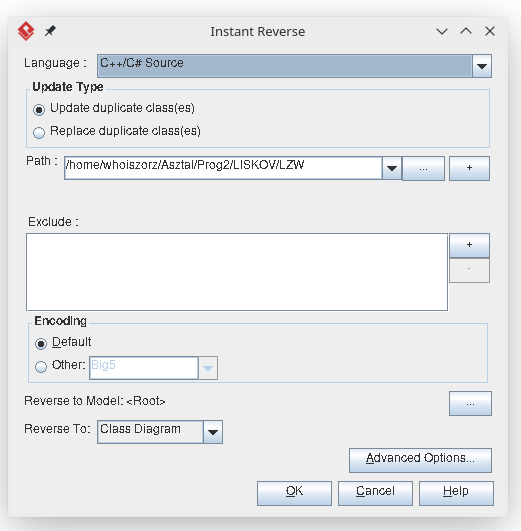 Instant Reverse
Language : C++/C# Source
Update Type
Update duplicate class(es)
Replace duplicate class(es)
Path : /home/whoiszorz/Asztal/Prog2/LISKOV/LZW ... +
Exclude :
+
-
Encoding
Default
Other: Big5
Reverse to Model: <Root> ...
Reverse To: Class Diagram
Advanced Options...
OK Cancel Help